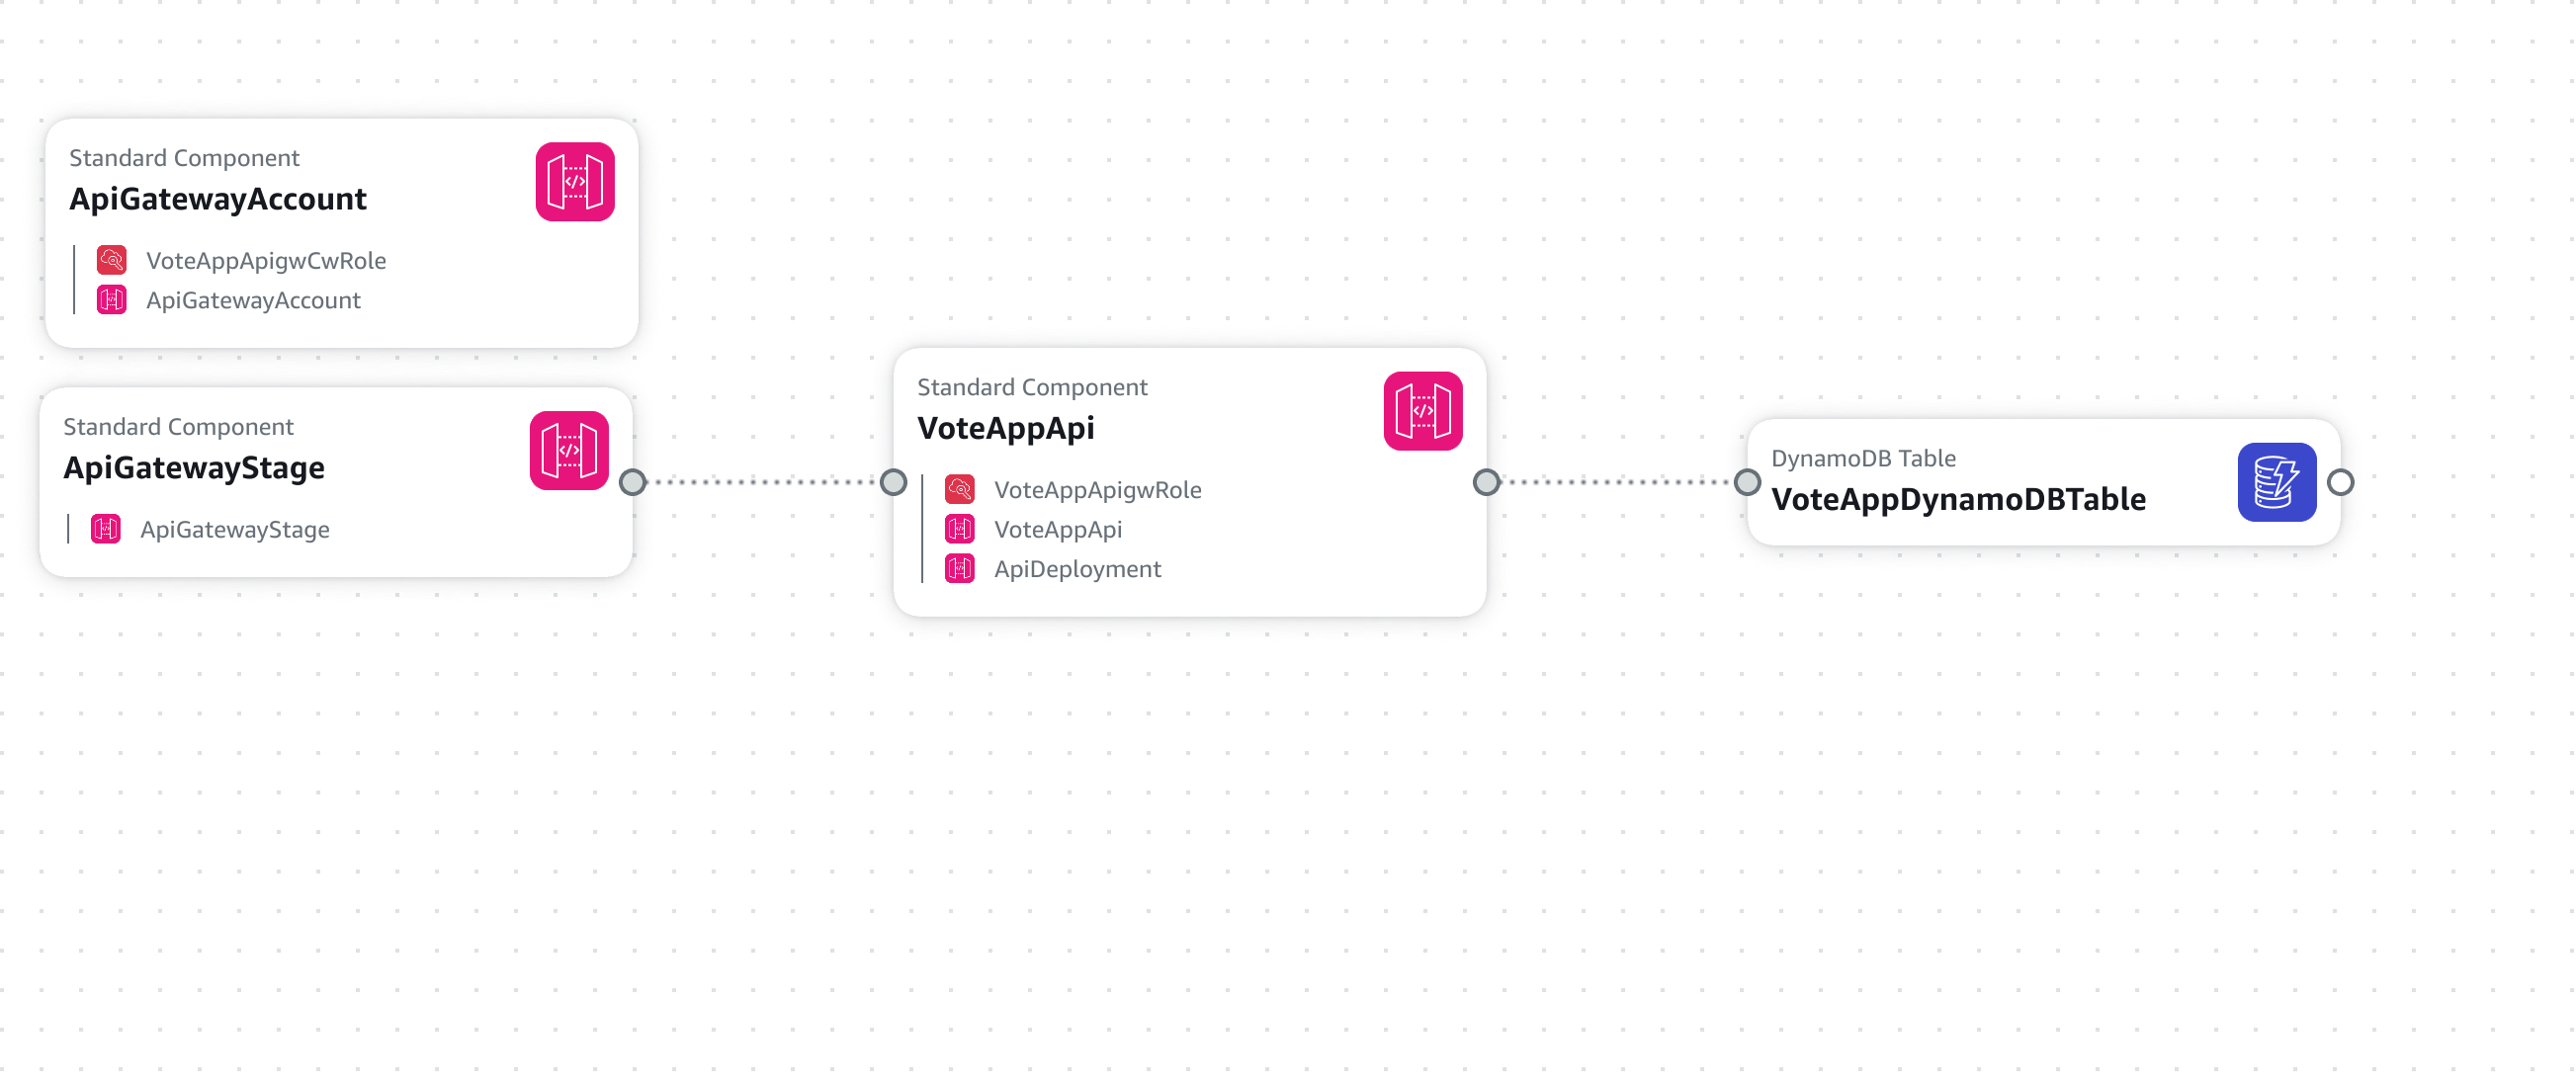 Standard Component
ApiGatewayAccount
VoteAppApigwCwRole
ApiGatewayAccount
Standard Component
ApiGatewayStage
ApiGatewayStage
Standard Component
VoteAppApi
VoteAppApigwRole
VoteAppApi
ApiDeployment
DynamoDB Table
VoteAppDynamoDBTable